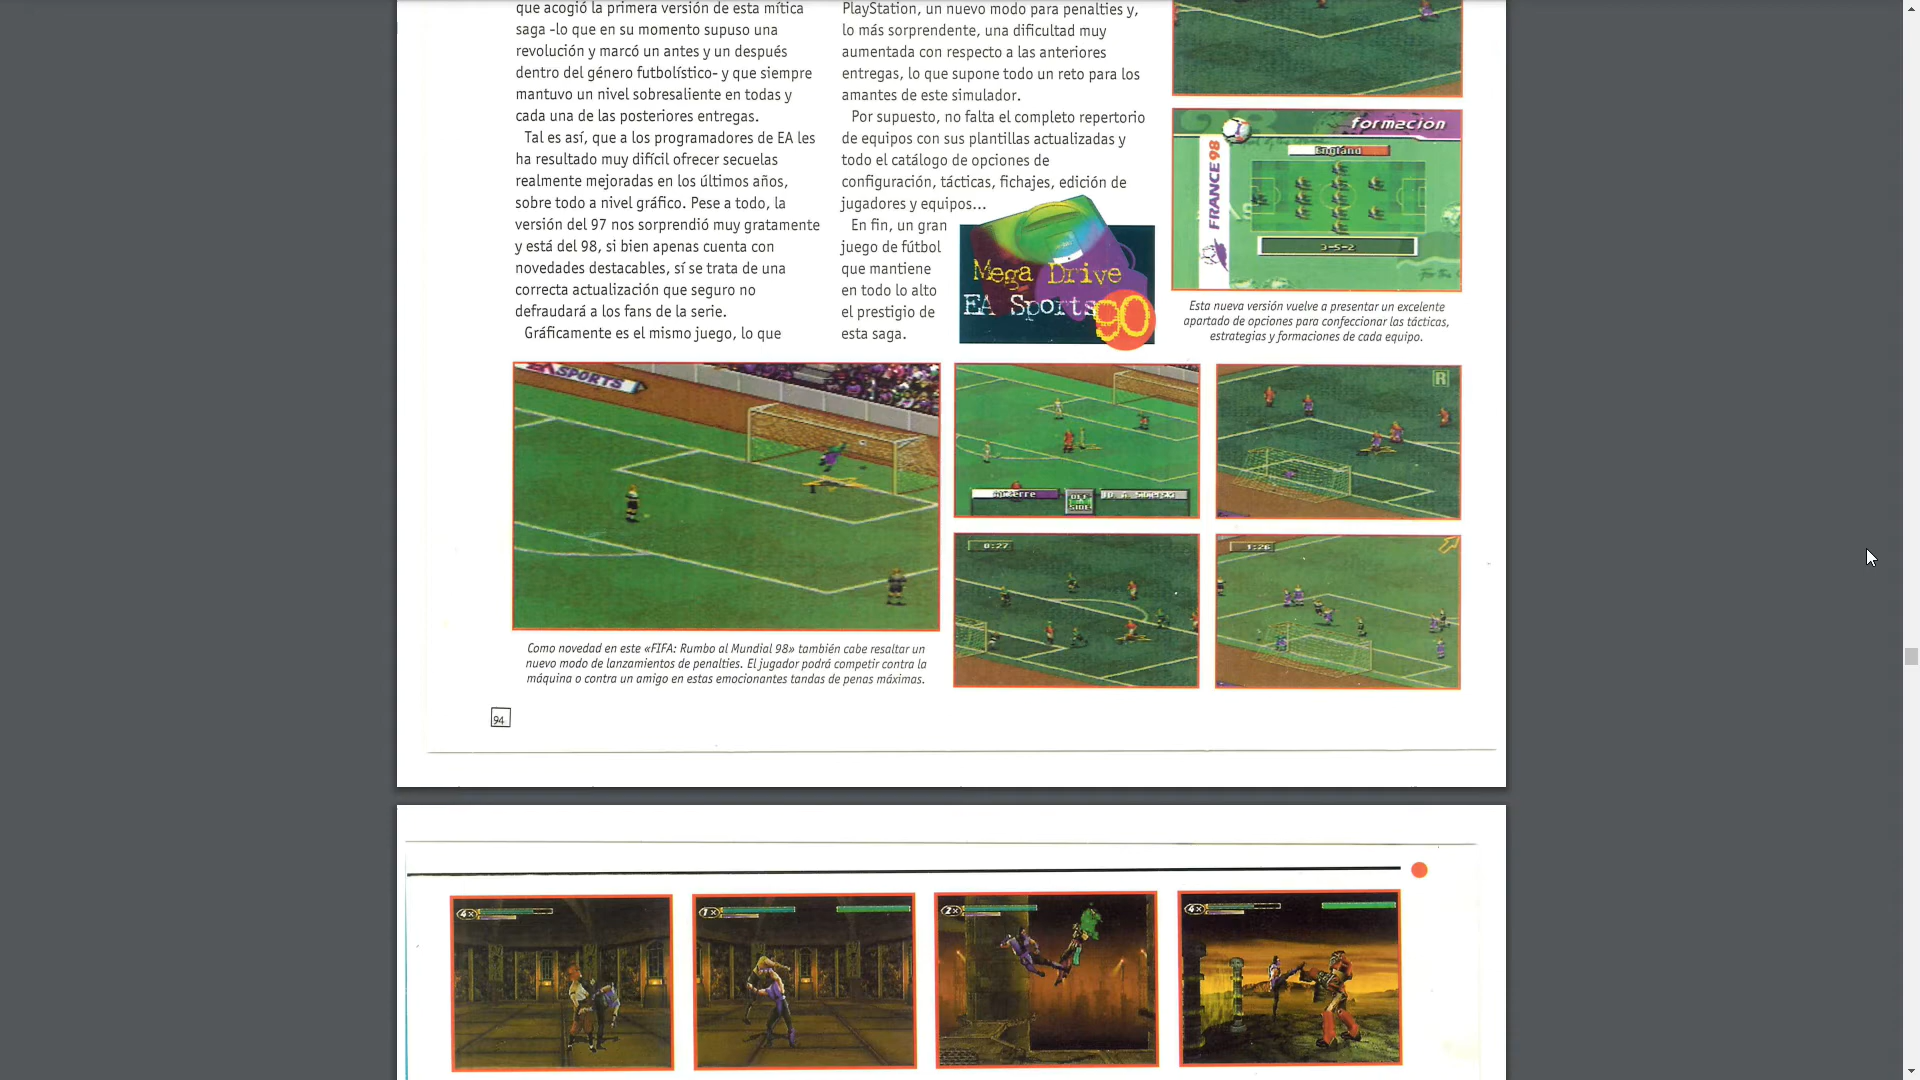 que acogió la primera versión de esta mítica
saga -lo que en su momento supuso una
revolución y marcó un antes y un después
dentro del género futbolístico- y que siempre
mantuvo un nivel sobresaliente en todas y
cada una de las posteriores entregas.
Tal es así, que a los programadores de EA les
ha resultado muy difícil ofrecer secuelas
realmente mejoradas en los últimos años,
sobre todo a nivel gráfico. Pese a todo, la
versión del 97 nos sorprendió muy gratamente
y está del 98, si bien apenas cuenta con
novedades destacables, sí se trata de una
correcta actualización que seguro no
defraudará a los fans de la serie.
Gráficamente es el mismo juego, lo que
PlayStation, un nuevo modo para penalties y,
lo más sorprendente, una dificultad muy
aumentada con respecto a las anteriores
entregas, lo que supone todo un reto para los
amantes de este simulador.
Por supuesto, no falta el completo repertorio
de equipos con sus plantillas actualizadas y
todo el catálogo de opciones de
configuración, tácticas, fichajes, edición de
jugadores y equipos...
En fin, un gran
juego de fútbol
que mantiene
en todo lo alto
el prestigio de
esta saga.
Mega Drive
EA Sports
90
formación
England
FRANCE 98
3-5-2
Esta nueva versión vuelve a presentar un excelente
apartado de opciones para confeccionar las tácticas,
estrategias y formaciones de cada equipo.
EA SPORTS
Auxerre
OFF
SIDE
R
0:27
1:26
Como novedad en este «FIFA: Rumbo al Mundial 98» también cabe resaltar un
nuevo modo de lanzamientos de penalties. El jugador podrá competir contra la
máquina o contra un amigo en estas emocionantes tandas de penas máximas.
94
4×
1×
2×
4×